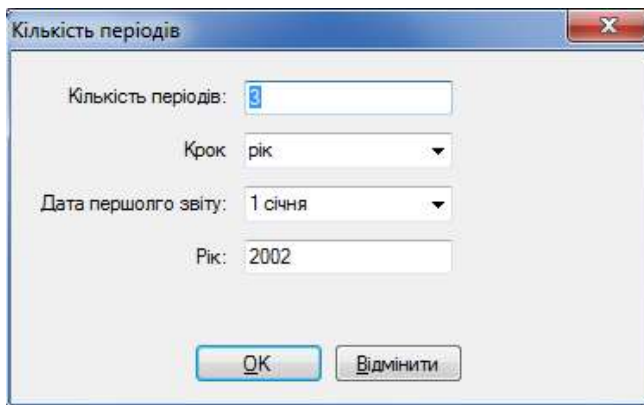 Кількість періодів
Кількість періодів: 3
Крок рік
Дата першолго звіту: 1 січня
Рік: 2002
OK Відмінити